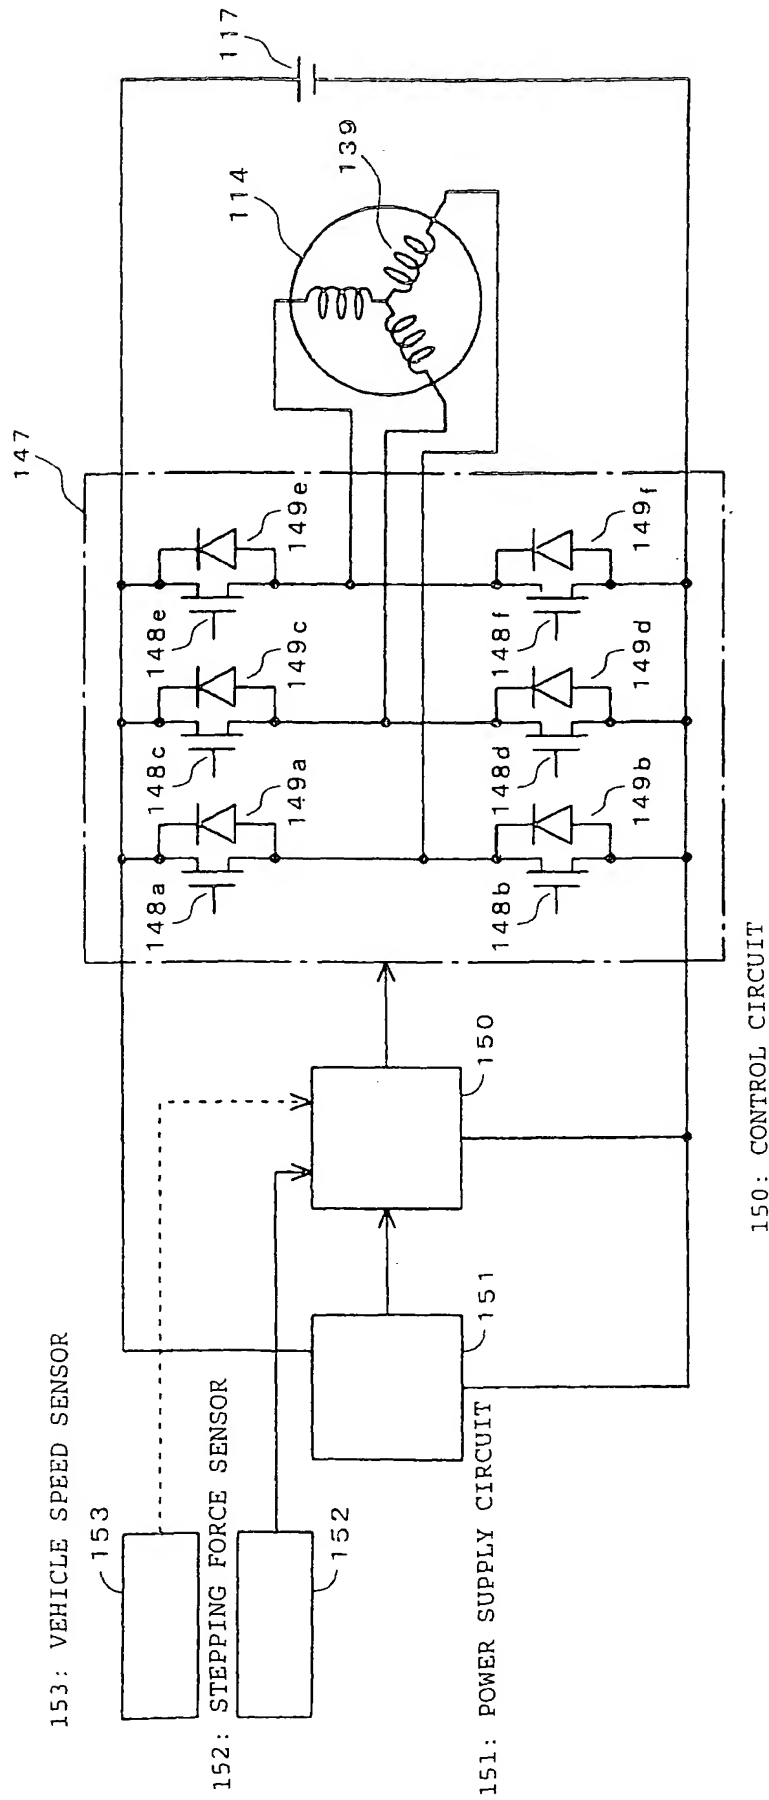 153: VEHICLE SPEED SENSOR
153
152: STEPPING FORCE SENSOR
152
151: POWER SUPPLY CIRCUIT
151
150
150: CONTROL CIRCUIT
147
148a
149a
148c
149c
148e
149e
148b
149b
148d
149d
148f
149f
114
139
117